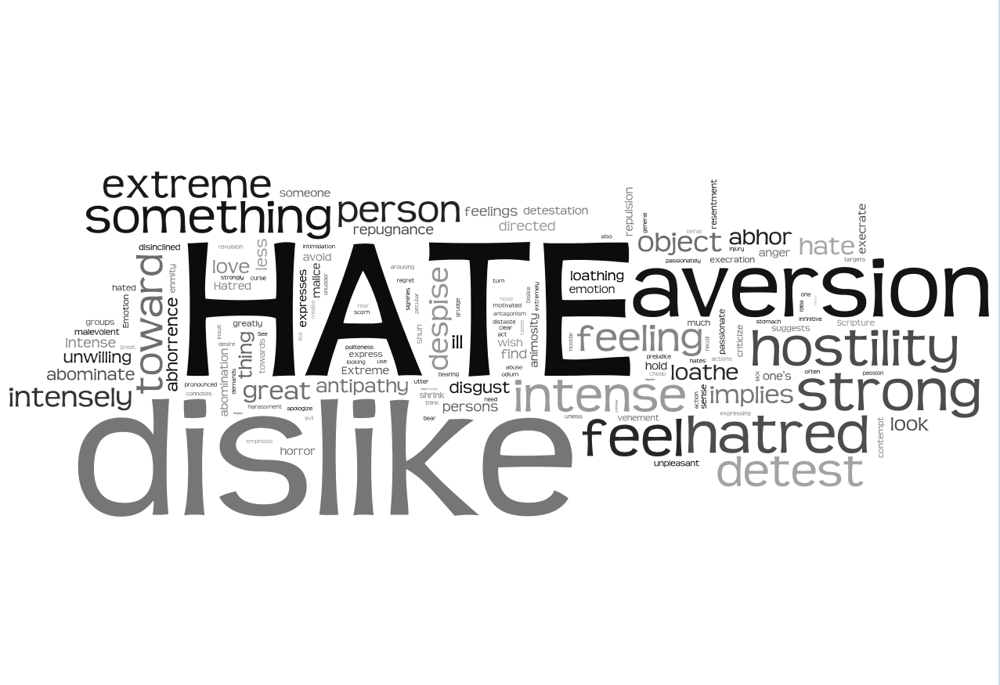 extreme
someone
something
person
feelings
detestation
repugnance
directed
repulsion
general
resentment
befall
object
abhor
injury
anger
hate
execrate
also
passionately
execration
targets
disinclined
revulsion
less
intimidation
avoid
love
strongly
curse
Hatred
malice
shudder
expresses
mislike
HATE
arousing
regret
signifies
peculiar
despise
grudge
turn
nose
motivated
antagonism
distaste
clear
act
taste
Dislike
extremely
animosity
loathing
emotion
aversion
toward
enmity
hated
Emotion
abhorrence
groups
malevolent
Intense
Great
unwilling
abominate
intensely
greatly
insult
desire
thing
See
towards
abomination
demands
like
fear
scorn
politeness
express
looking
use
Extreme
shun
ill
wish
find
abuse
odium
bearing
hostile
feeling
much
recoil
passionate
criticize
one
idea
infinitive
stomach
suggests
Scripture
hostility
prejudice
hates
actions
hold
cheap
loathe
sick
one's
often
passion
strong
pronounced
connotes
great
antipathy
utter
shrink
think
disgust
need
persons
intense
action
sense
implies
harassment
apologize
evil
bear
unless
vehement
expressing
dislike
emphasis
horror
feel
hatred
contempt
look
unpleasant
detest